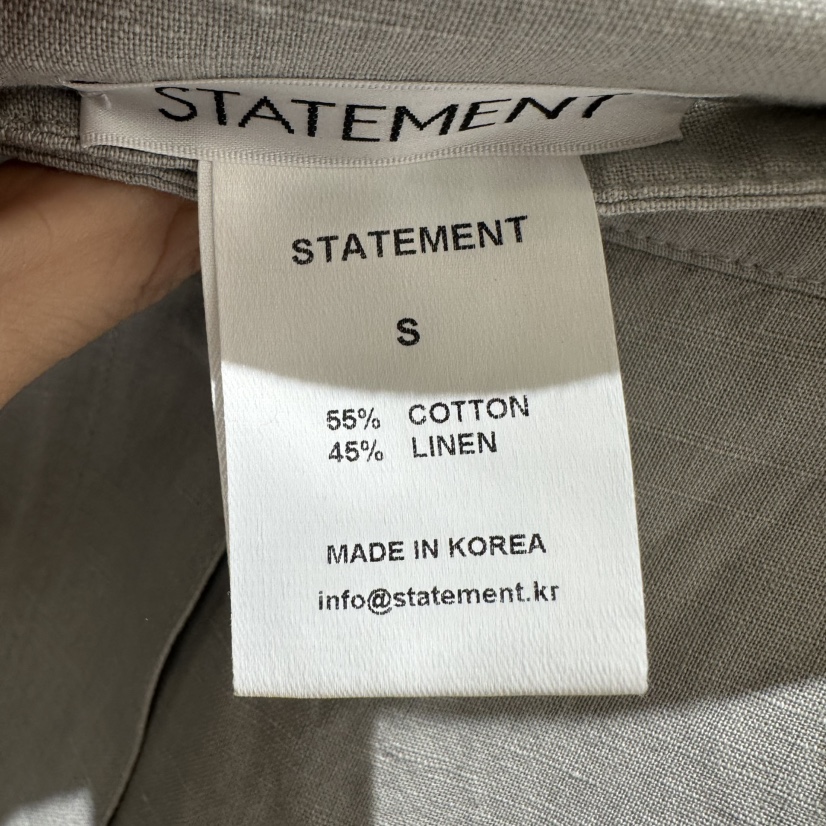 STATEMENT
STATEMENT
S
55% COTTON
45% LINEN
MADE IN KOREA
info@statement.kr